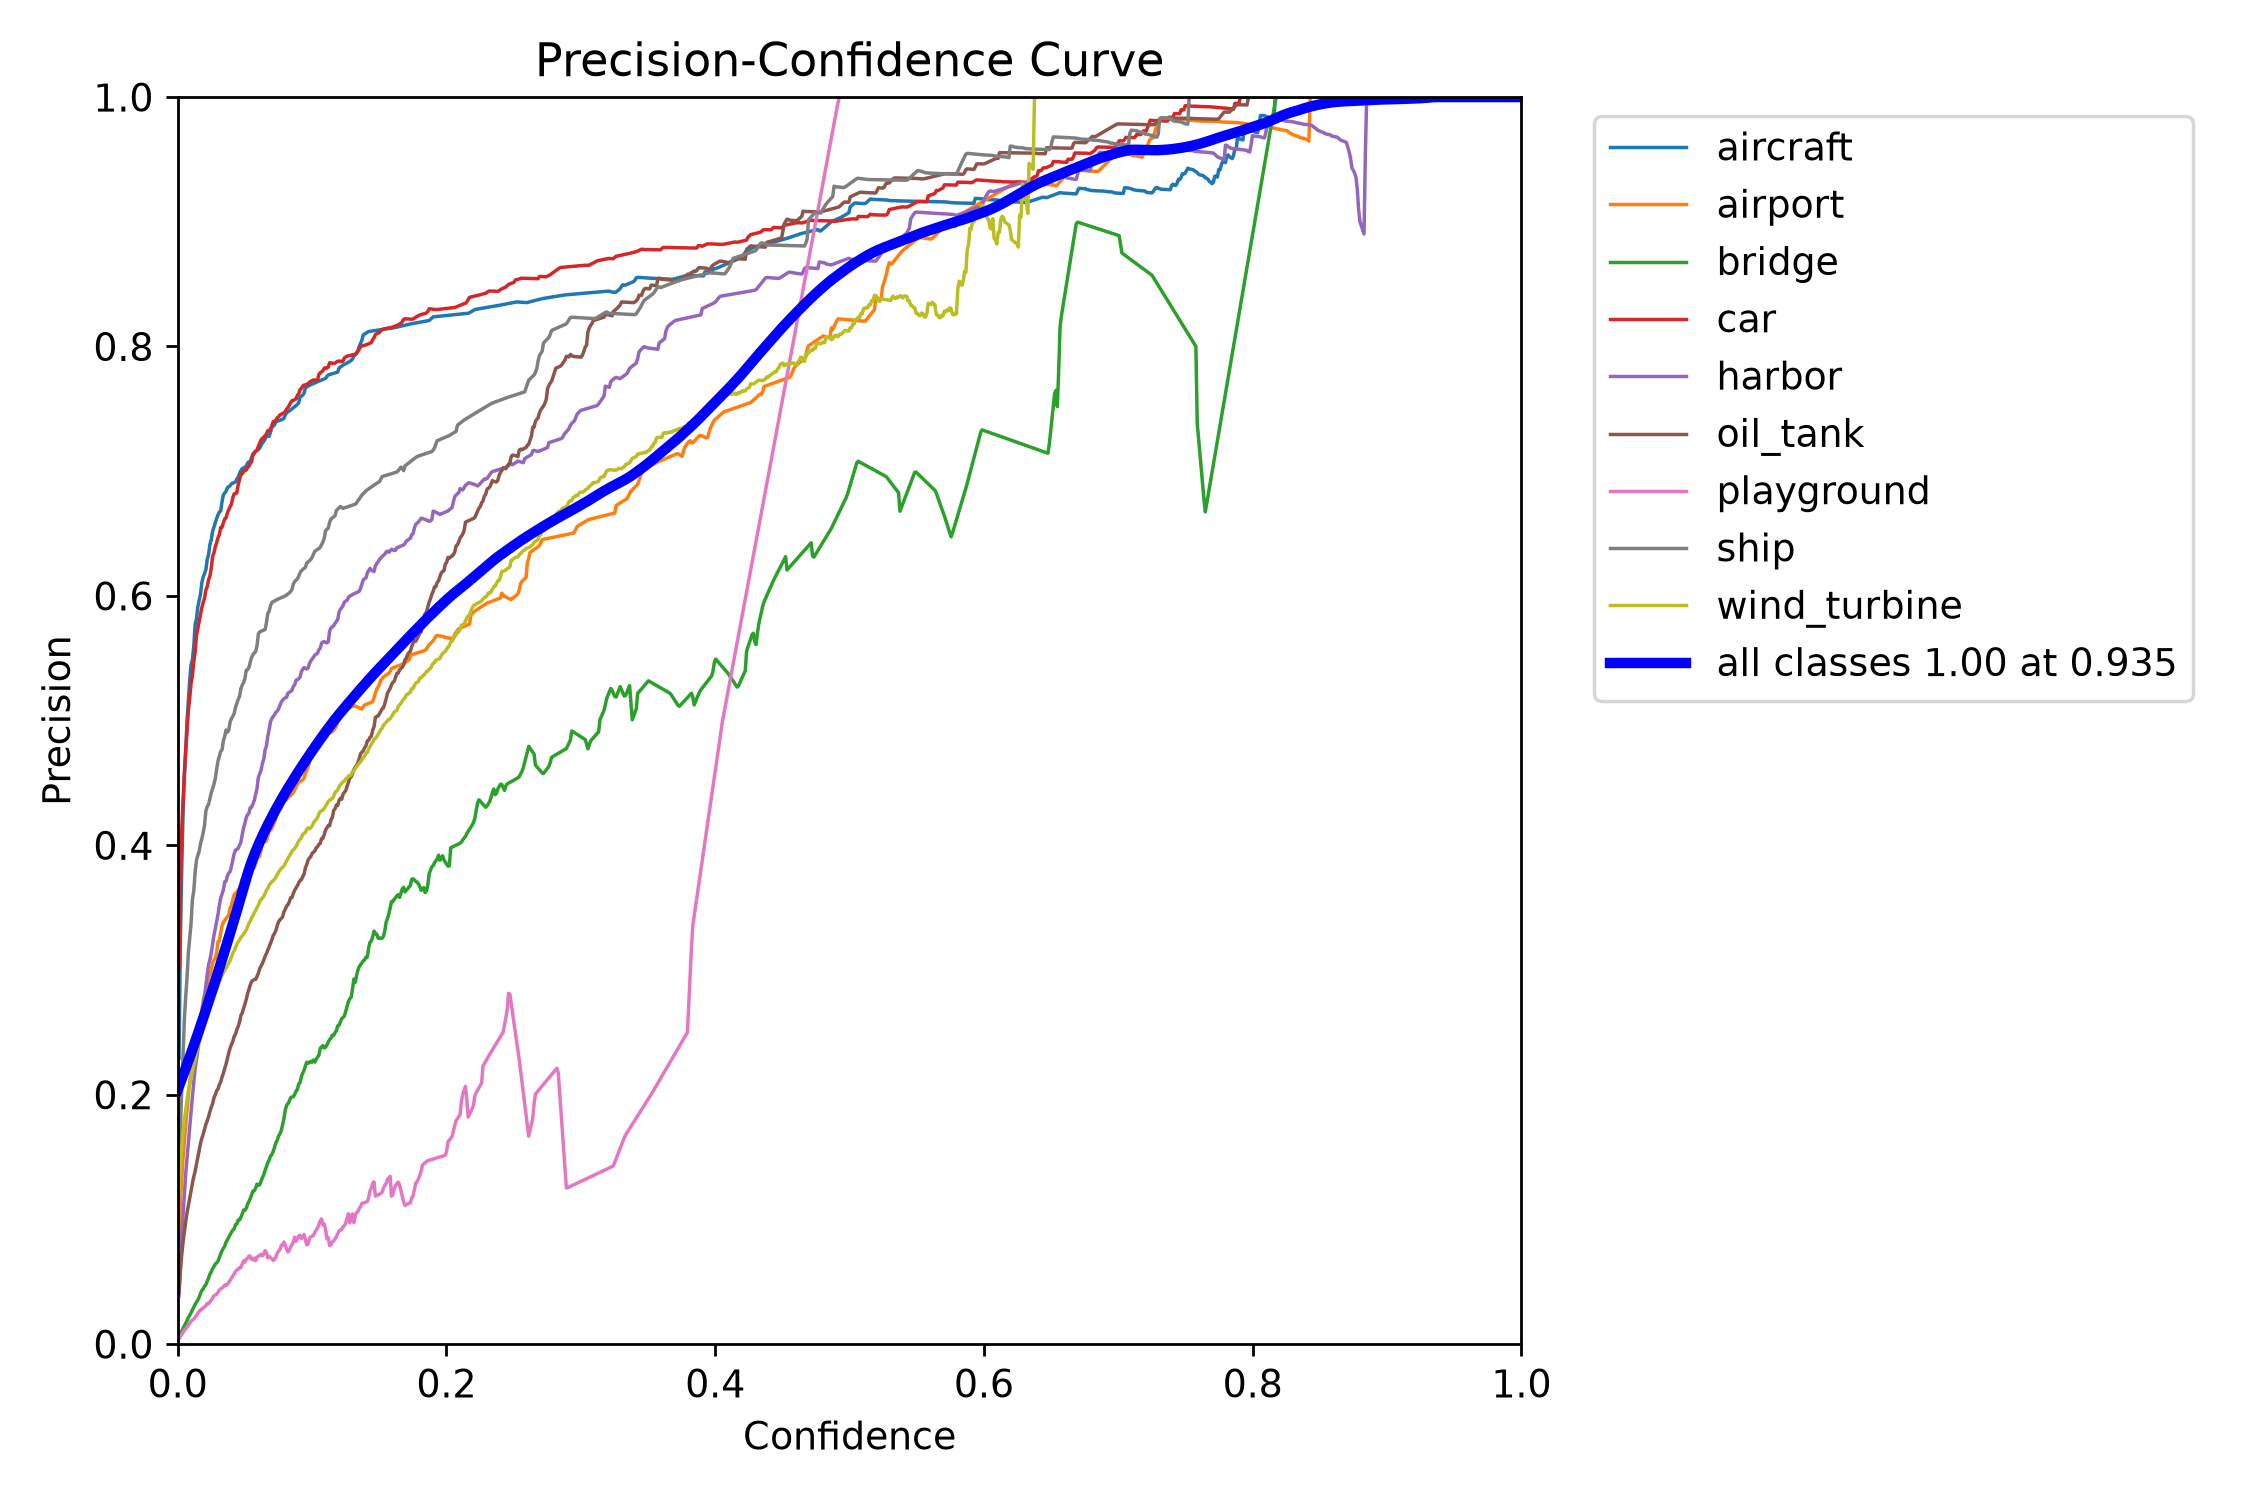 Precision-Confidence Curve
1.0
0.8
0.6
0.4
0.2
0.0
Precision
0.0 0.2 0.4 0.6 0.8 1.0
Confidence
aircraft
airport
bridge
car
harbor
oil_tank
playground
ship
wind_turbine
all classes 1.00 at 0.935